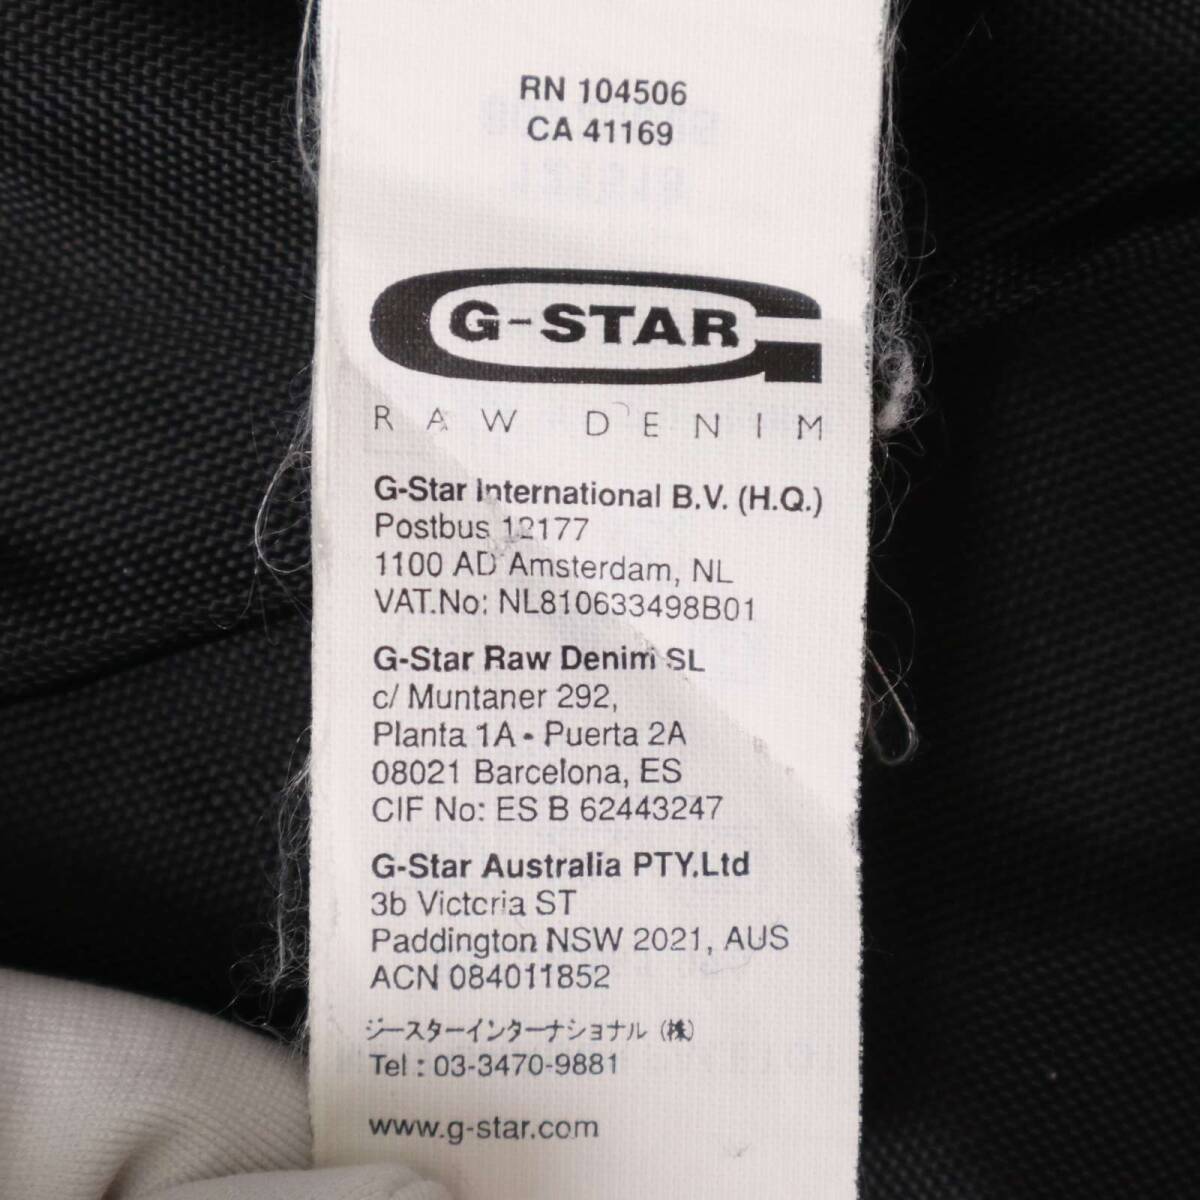 RN 104506
CA 41169
G-STAR
RAW DENIM
G-Star International B.V. (H.Q.)
Postbus 12177
1100 AD Amsterdam, NL
VAT.No: NL810633498B01
G-Star Raw Denim SL
c/ Muntaner 292,
Planta 1A - Puerta 2A
08021 Barcelona, ES
CIF No: ES B 62443247
G-Star Australia PTY.Ltd
3b Victoria ST
Paddington NSW 2021, AUS
ACN 084011852
ジースターインターナショナル (株)
Tel : 03-3470-9881
www.g-star.com